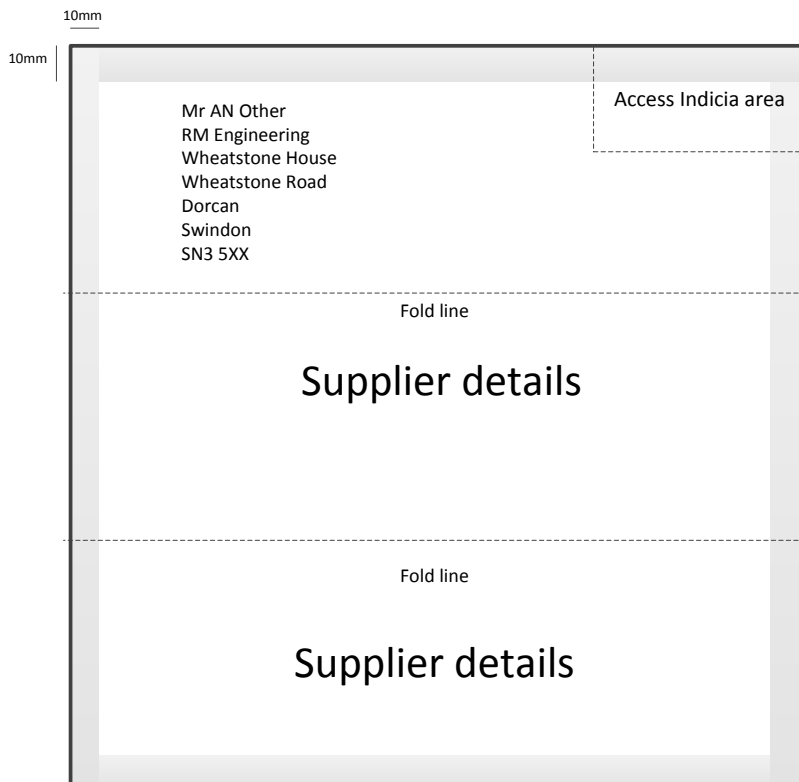 10mm
10mm
Access Indicia area
Mr AN Other
RM Engineering
Wheatstone House
Wheatstone Road
Dorcan
Swindon
SN3 5XX
Fold line
Supplier details
Fold line
Supplier details